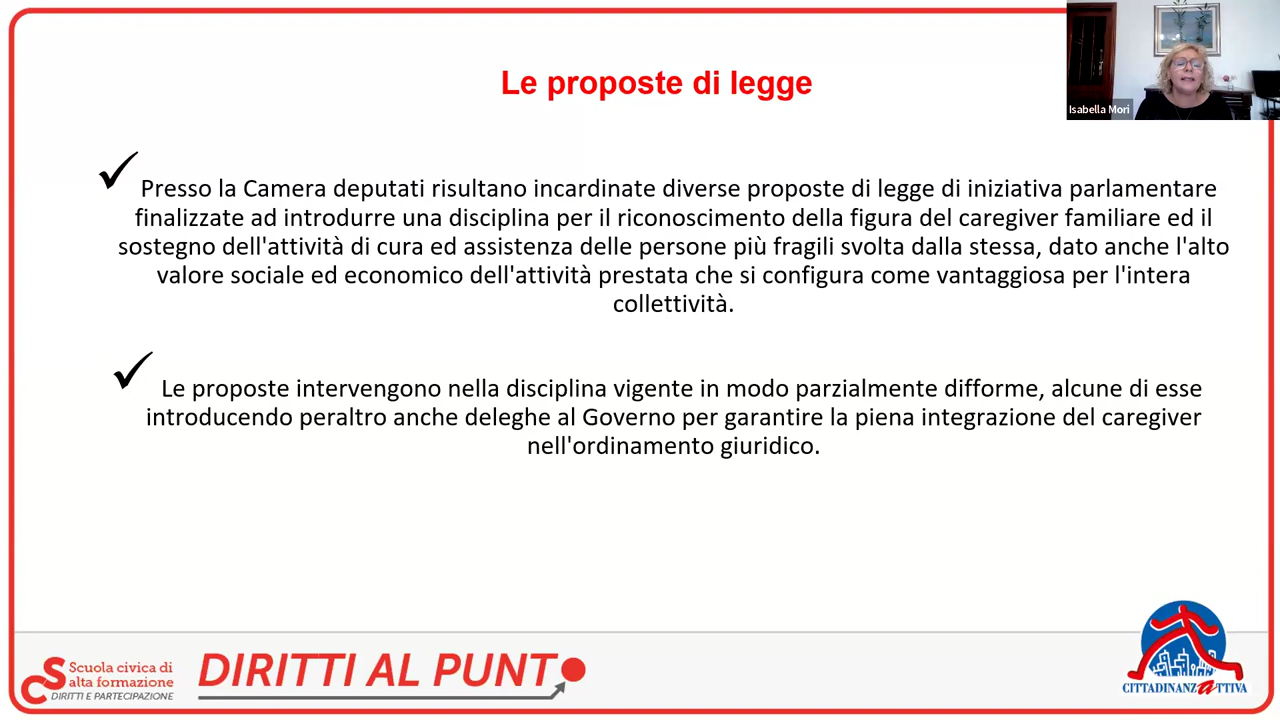 Le proposte di legge
Isabella Mori
Presso la Camera deputati risultano incardinate diverse proposte di legge di iniziativa parlamentare
finalizzate ad introdurre una disciplina per il riconoscimento della figura del caregiver familiare ed il
sostegno dell'attività di cura ed assistenza delle persone più fragili svolta dalla stessa, dato anche l'alto
valore sociale ed economico dell'attività prestata che si configura come vantaggiosa per l'intera
collettività.
Le proposte intervengono nella disciplina vigente in modo parzialmente difforme, alcune di esse
introducendo peraltro anche deleghe al Governo per garantire la piena integrazione del caregiver
nell'ordinamento giuridico.
CS
Scuola civica di
alta formazione
DIRITTI E PARTECIPAZIONE
DIRITTI AL PUNTO
CITTADINANZATTIVA